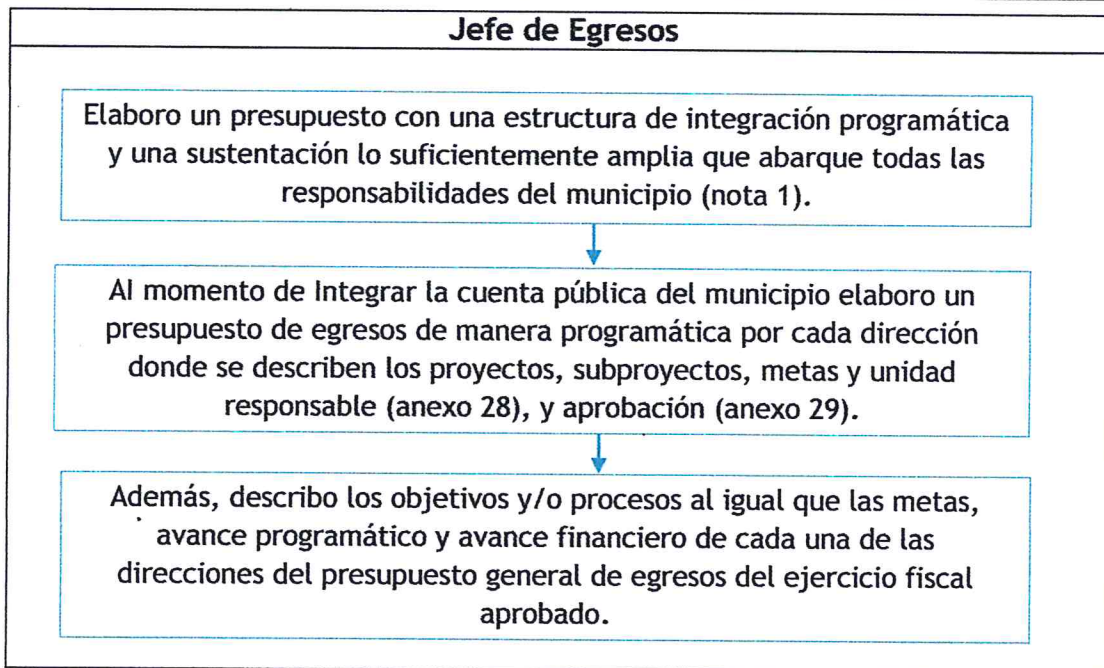 Jefe de Egresos
Elaboro un presupuesto con una estructura de integración programática
y una sustentación lo suficientemente amplia que abarque todas las
responsabilidades del municipio (nota 1).
Al momento de Integrar la cuenta pública del municipio elaboro un
presupuesto de egresos de manera programática por cada dirección
donde se describen los proyectos, subproyectos, metas y unidad
responsable (anexo 28), y aprobación (anexo 29).
Además, describo los objetivos y/o procesos al igual que las metas,
avance programático y avance financiero de cada una de las
direcciones del presupuesto general de egresos del ejercicio fiscal
aprobado.